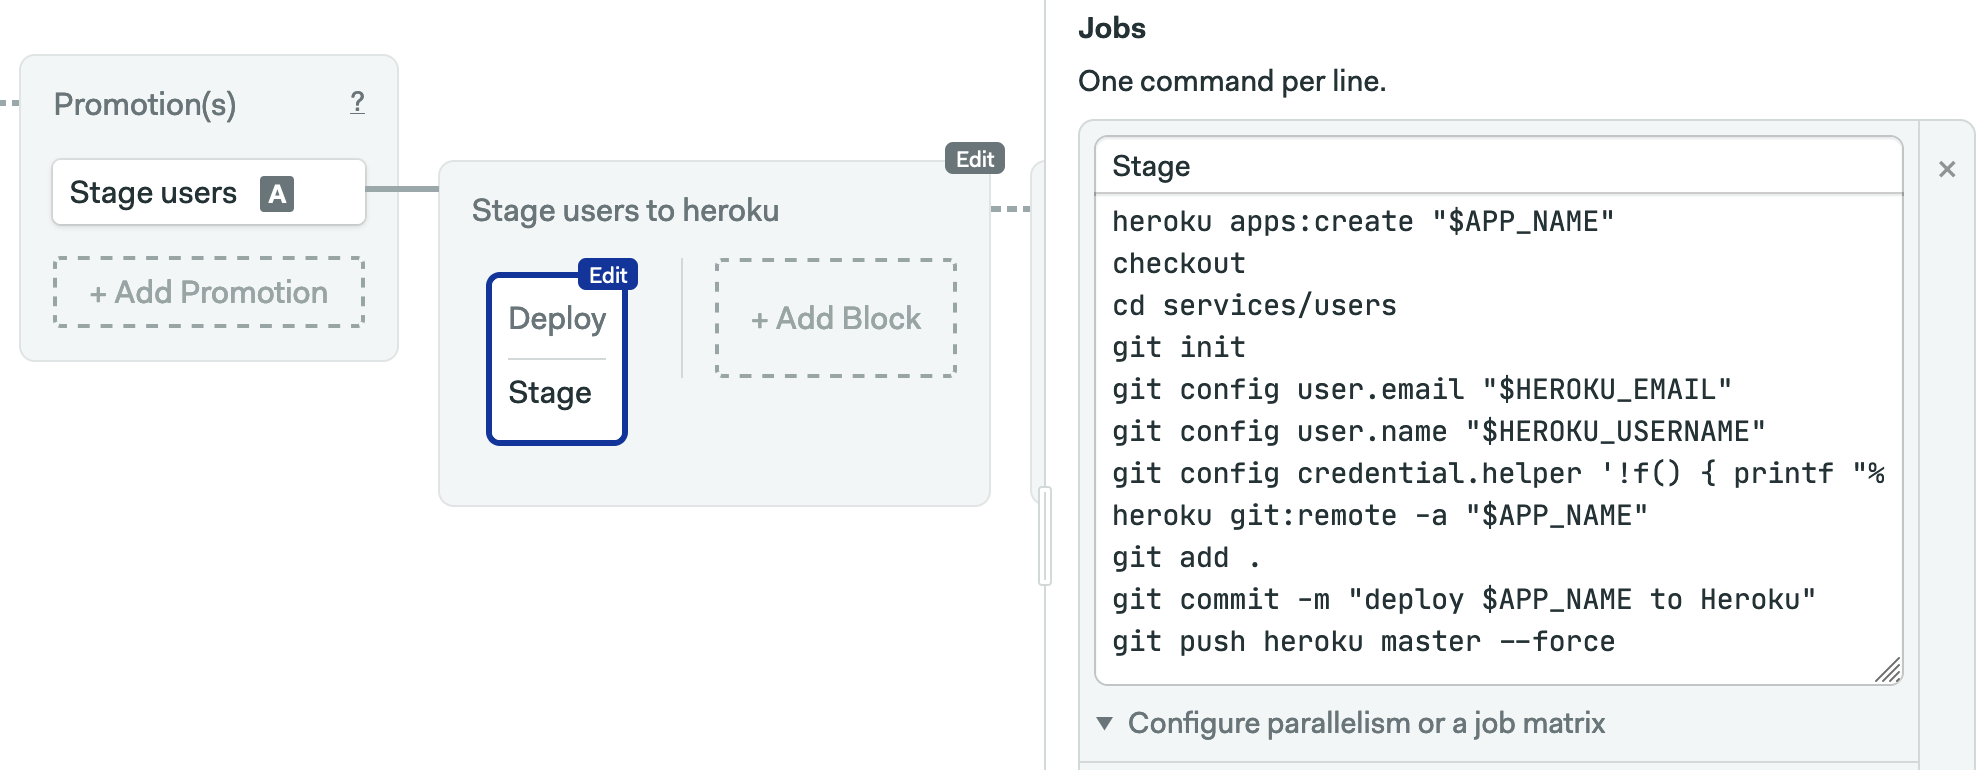 Promotion(s)
?
Stage users A
+ Add Promotion
Edit
Stage users to heroku
Edit
Deploy
Stage
+ Add Block
Jobs
One command per line.
Stage
×
heroku apps:create "$APP_NAME"
checkout
cd services/users
git init
git config user.email "$HEROKU_EMAIL"
git config user.name "$HEROKU_USERNAME"
git config credential.helper '!f() { printf "%
heroku git:remote -a "$APP_NAME"
git add .
git commit -m "deploy $APP_NAME to Heroku"
git push heroku master --force
▼ Configure parallelism or a job matrix